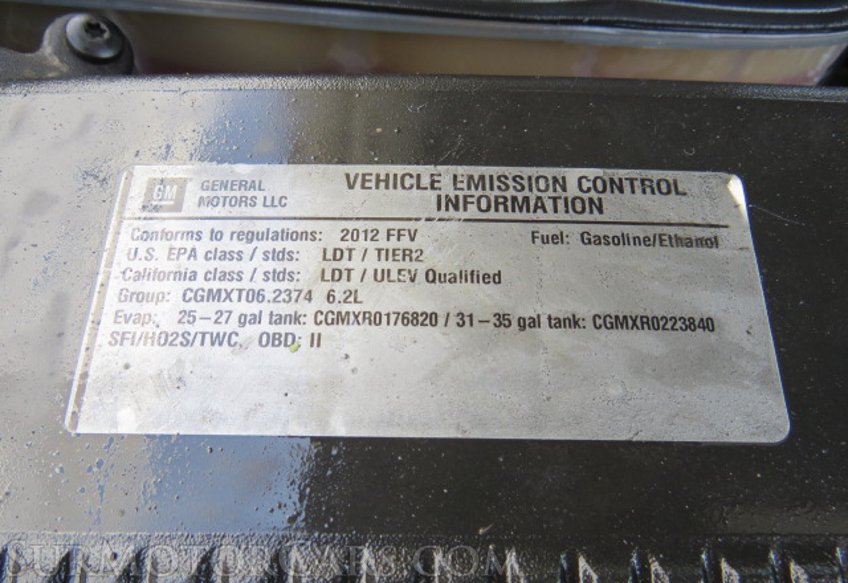 GM GENERAL MOTORS LLC
VEHICLE EMISSION CONTROL
INFORMATION
Conforms to regulations: 2012 FFV Fuel: Gasoline/Ethanol
U.S. EPA class / stds: LDT / TIER2
California class / stds: LDT / ULEV Qualified
Group: CGMXT06.2374 6.2L
Evap: 25-27 gal tank: CGMXR0176820 / 31-35 gal tank: CGMXR0223840
SFI/HO2S/TWC, OBD: II
SURMOTORCARS.COM